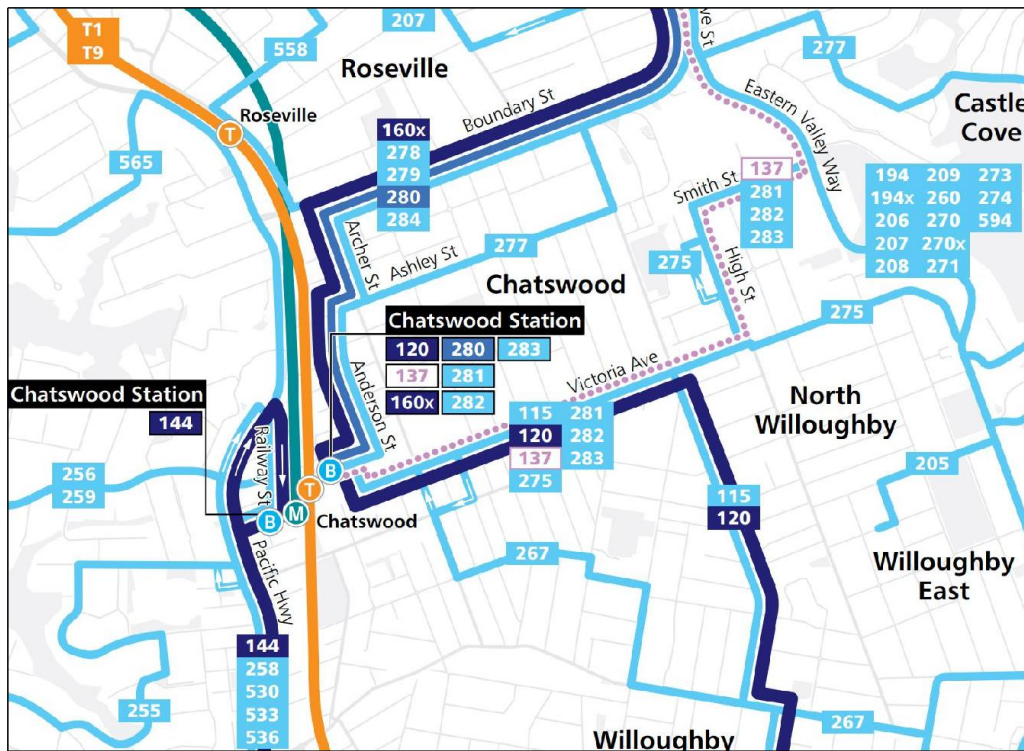 T1
T9
207
558
277
Roseville
Roseville
ve St
Boundary St
Eastern Valley Way
Castle
Cove
565
160x
278
279
280
284
Archer St
Ashley St
277
Smith St
137
281
282
283
194 209 273
194x 260 274
206 270 594
207 270x
208 271
275
High St
Chatswood
275
Chatswood Station
120 280 283
137 281
160x 282
Victoria Ave
Anderson St
Chatswood Station
144
North
Willoughby
115 281
120 282
137 283
275
Railway St
256
259
205
B
T
T
B
M
Chatswood
115
120
Pacific Hwy
267
Willoughby
East
144
258
530
533
536
255
267
Willoughby